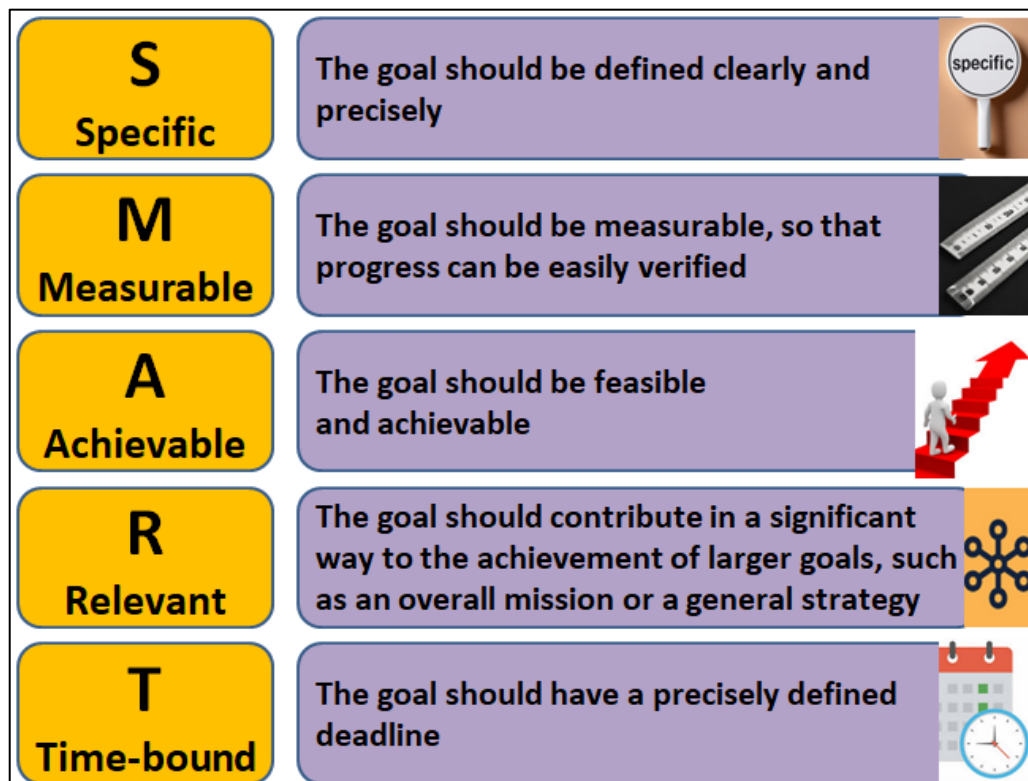 S
Specific
The goal should be defined clearly and
precisely
specific
M
Measurable
The goal should be measurable, so that
progress can be easily verified
A
Achievable
The goal should be feasible
and achievable
R
Relevant
The goal should contribute in a significant
way to the achievement of larger goals, such
as an overall mission or a general strategy
T
Time-bound
The goal should have a precisely defined
deadline